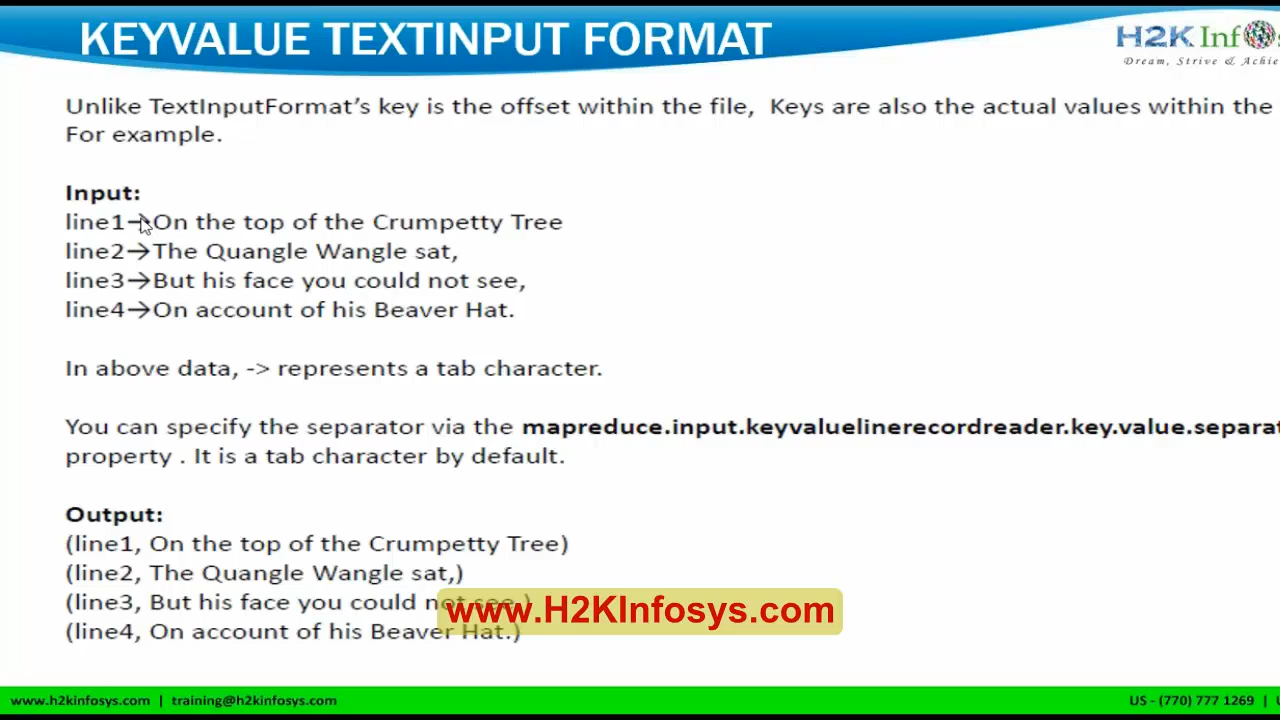 KEYVALUE TEXTINPUT FORMAT
H2K Inf
Dream, Strive & Achie
Unlike TextInputFormat's key is the offset within the file, Keys are also the actual values within the
For example.
Input:
line1→On the top of the Crumpetty Tree
line2→The Quangle Wangle sat,
line3→But his face you could not see,
line4→On account of his Beaver Hat.
In above data, -> represents a tab character.
You can specify the separator via the mapreduce.input.keyvaluelinerecordreader.key.value.separat
property . It is a tab character by default.
Output:
(line1, On the top of the Crumpetty Tree)
(line2, The Quangle Wangle sat,)
(line3, But his face you could not see,)
www.H2KInfosys.com
(line4, On account of his Beaver Hat.)
www.h2kinfosys.com | training@h2kinfosys.com
US - (770) 777 1269 |